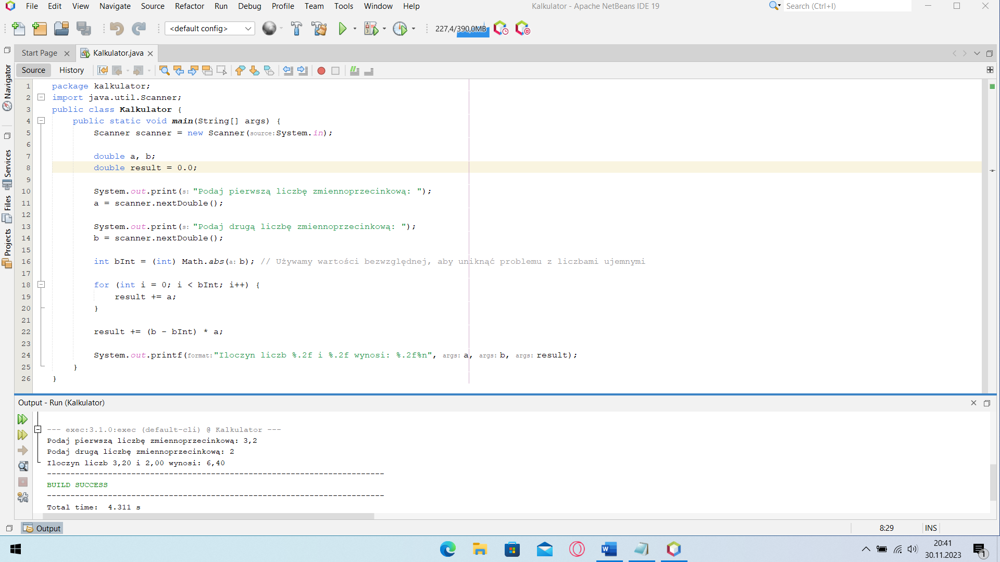 File Edit View Navigate Source Refactor Run Debug Profile Team Tools Window Help
Kalkulator - Apache NetBeans IDE 19
Search (Ctrl+I)
<default config>
227,4/390,0MB
Start Page
Kalkulator.java
Source History
Navigator
Services
Files
Projects
1 package kalkulator;
2 import java.util.Scanner;
3 public class Kalkulator {
4 public static void main(String[] args) {
5 Scanner scanner = new Scanner(source:System.in);
6
7 double a, b;
8 double result = 0.0;
9
10 System.out.print(s: "Podaj pierwszą liczbę zmiennoprzecinkową: ");
11 a = scanner.nextDouble();
12
13 System.out.print(s: "Podaj drugą liczbę zmiennoprzecinkową: ");
14 b = scanner.nextDouble();
15
16 int bInt = (int) Math.abs(a: b); // Używamy wartości bezwzględnej, aby uniknąć problemu z liczbami ujemnymi
17
18 for (int i = 0; i < bInt; i++) {
19 result += a;
20 }
21
22 result += (b - bInt) * a;
23
24 System.out.printf(format:"Iloczyn liczb %.2f i %.2f wynosi: %.2f%n", args: a, args: b, args: result);
25 }
26 }
Output - Run (Kalkulator)
--- exec:3.1.0:exec (default-cli) @ Kalkulator ---
Podaj pierwszą liczbę zmiennoprzecinkową: 3,2
Podaj drugą liczbę zmiennoprzecinkową: 2
Iloczyn liczb 3,20 i 2,00 wynosi: 6,40
------------------------------------------------------------------------
BUILD SUCCESS
------------------------------------------------------------------------
Total time:  4.311 s
Output
8:29
INS
20:41
30.11.2023
1